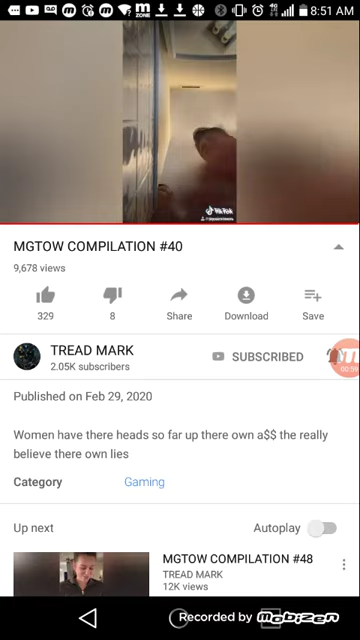 8:51 AM
TikTok
MGTOW COMPILATION #40
9,678 views
329
8
Share
Download
Save
TREAD MARK
SUBSCRIBED
2.05K subscribers
00:59
Published on Feb 29, 2020
Women have there heads so far up there own a$$ the really
believe there own lies
Category
Gaming
Up next
Autoplay
MGTOW COMPILATION #48
TREAD MARK
12K views
Recorded by Mobizen